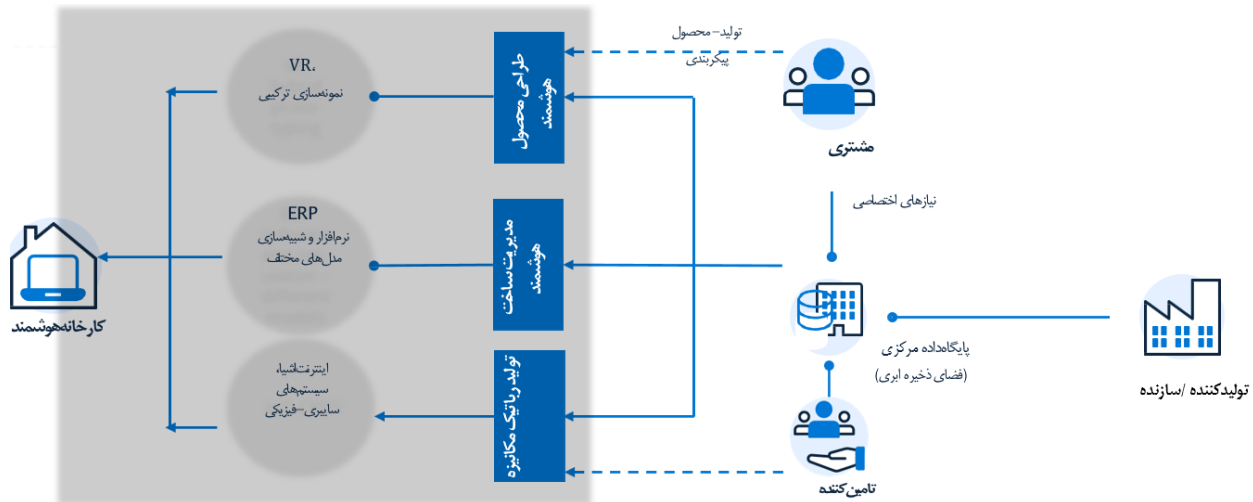 تولید-محصول
پیکربندی
مشتری
نیازهای اختصاصی
تولیدکننده /سازنده
پایگاه‌داده مرکزی
(فضای ذخیره ابری)
تامین‌کننده
طراحی محصول
هوشمند
مدیریت ساخت
هوشمند
تولید رباتیک مکانیزه
VR،
نمونه‌سازی ترکیبی
ERP
نرم‌افزار و شبیه‌سازی
مدل‌های مختلف
اینترنت‌اشیا،
سیستم‌های
سایبری-فیزیکی
کارخانه‌هوشمند